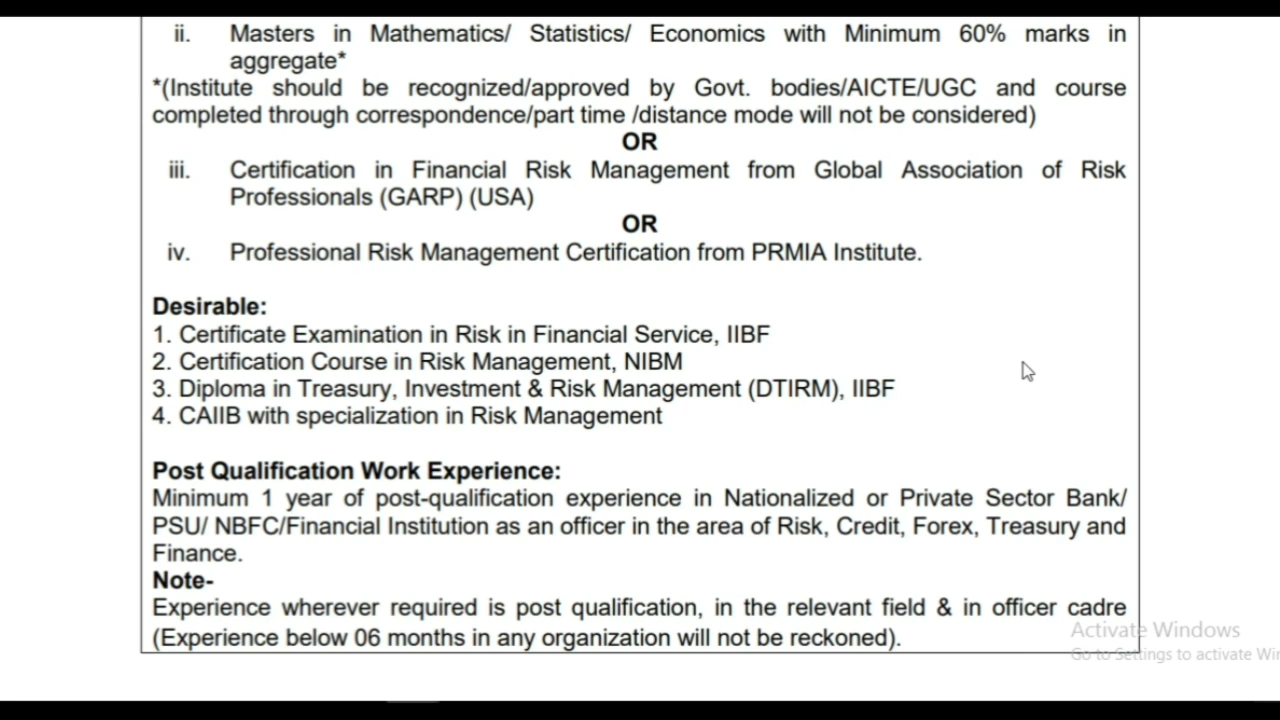 ii. Masters in Mathematics/ Statistics/ Economics with Minimum 60% marks in
aggregate*
*(Institute should be recognized/approved by Govt. bodies/AICTE/UGC and course
completed through correspondence/part time /distance mode will not be considered)
OR
iii. Certification in Financial Risk Management from Global Association of Risk
Professionals (GARP) (USA)
OR
iv. Professional Risk Management Certification from PRMIA Institute.
Desirable:
1. Certificate Examination in Risk in Financial Service, IIBF
2. Certification Course in Risk Management, NIBM
3. Diploma in Treasury, Investment & Risk Management (DTIRM), IIBF
4. CAIIB with specialization in Risk Management
Post Qualification Work Experience:
Minimum 1 year of post-qualification experience in Nationalized or Private Sector Bank/
PSU/ NBFC/Financial Institution as an officer in the area of Risk, Credit, Forex, Treasury and
Finance.
Note-
Experience wherever required is post qualification, in the relevant field & in officer cadre
(Experience below 06 months in any organization will not be reckoned).
Activate Windows
Go to Settings to activate Wi